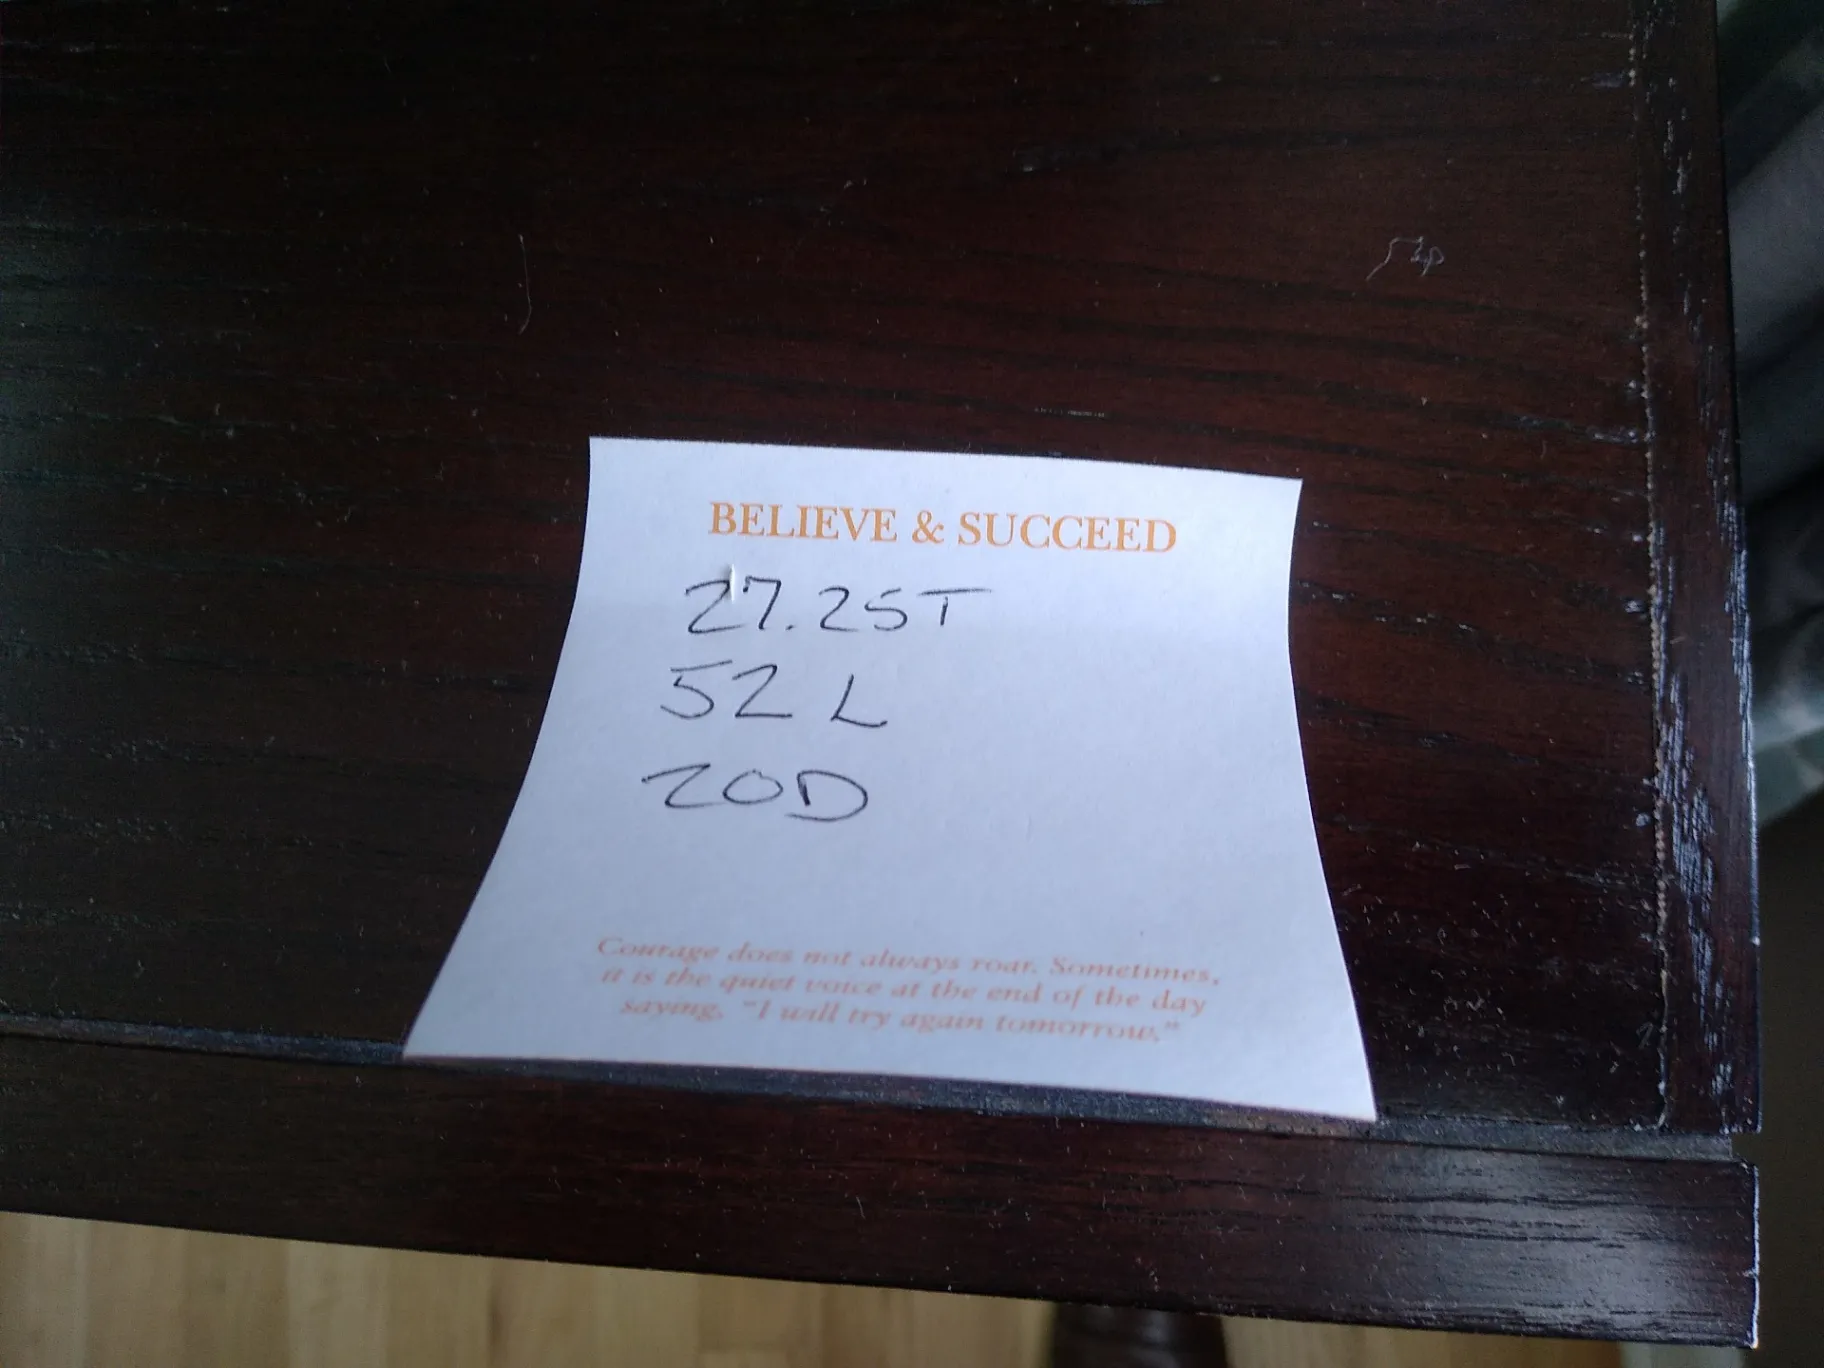 BELIEVE & SUCCEED
27.25T
52 L
20D
Courage does not always roar. Sometimes,
it is the quiet voice at the end of the day
saying, "I will try again tomorrow."